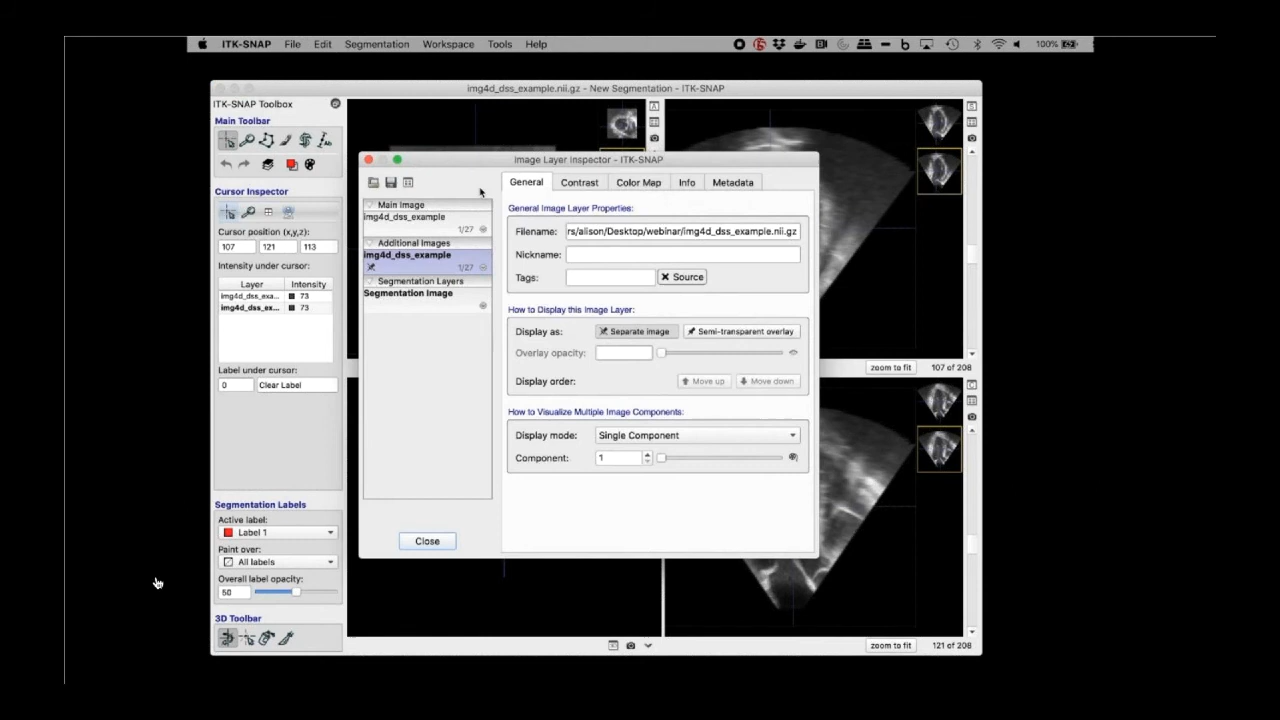 ITK-SNAP File Edit Segmentation Workspace Tools Help 100%
img4d_dss_example.nii.gz - New Segmentation - ITK-SNAP
ITK-SNAP Toolbox
Main Toolbar
Cursor Inspector
Cursor position (x,y,z):
107 121 113
Intensity under cursor:
Layer Intensity
img4d_dss_exa... 73
img4d_dss_ex... 73
Label under cursor:
0 Clear Label
Segmentation Labels
Active label:
Label 1
Paint over:
All labels
Overall label opacity:
50
3D Toolbar
Image Layer Inspector - ITK-SNAP
Main Image
img4d_dss_example
1/27
Additional Images
img4d_dss_example
1/27
Segmentation Layers
Segmentation Image
Close
General Contrast Color Map Info Metadata
General Image Layer Properties:
Filename: rs/alison/Desktop/webinar/img4d_dss_example.nii.gz
Nickname:
Tags: Source
How to Display this Image Layer:
Display as: Separate image Semi-transparent overlay
Overlay opacity:
Display order: Move up Move down
How to Visualize Multiple Image Components:
Display mode: Single Component
Component: 1
A
S
zoom to fit 107 of 208
C
zoom to fit 121 of 208